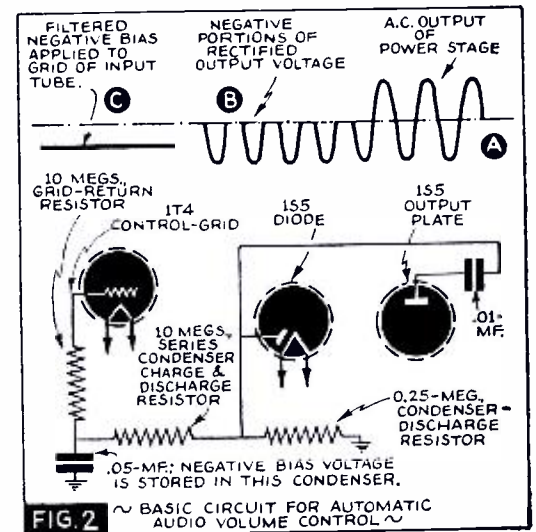 FILTERED
NEGATIVE BIAS
APPLIED TO
GRID OF INPUT
TUBE.
C
NEGATIVE
PORTIONS OF
RECTIFIED
OUTPUT VOLTAGE
B
A.C. OUTPUT
OF
POWER STAGE
A
10 MEGS.,
GRID-RETURN
RESISTOR
1T4
CONTROL-GRID
1S5
DIODE
1S5
OUTPUT
PLATE
.01-
MF.
10 MEGS.
SERIES
CONDENSER
CHARGE &
DISCHARGE
RESISTOR
0.25-MEG.,
CONDENSER-
DISCHARGE
RESISTOR
.05-MF.; NEGATIVE BIAS VOLTAGE
IS STORED IN THIS CONDENSER.
FIG. 2
~ BASIC CIRCUIT FOR AUTOMATIC
AUDIO VOLUME CONTROL ~